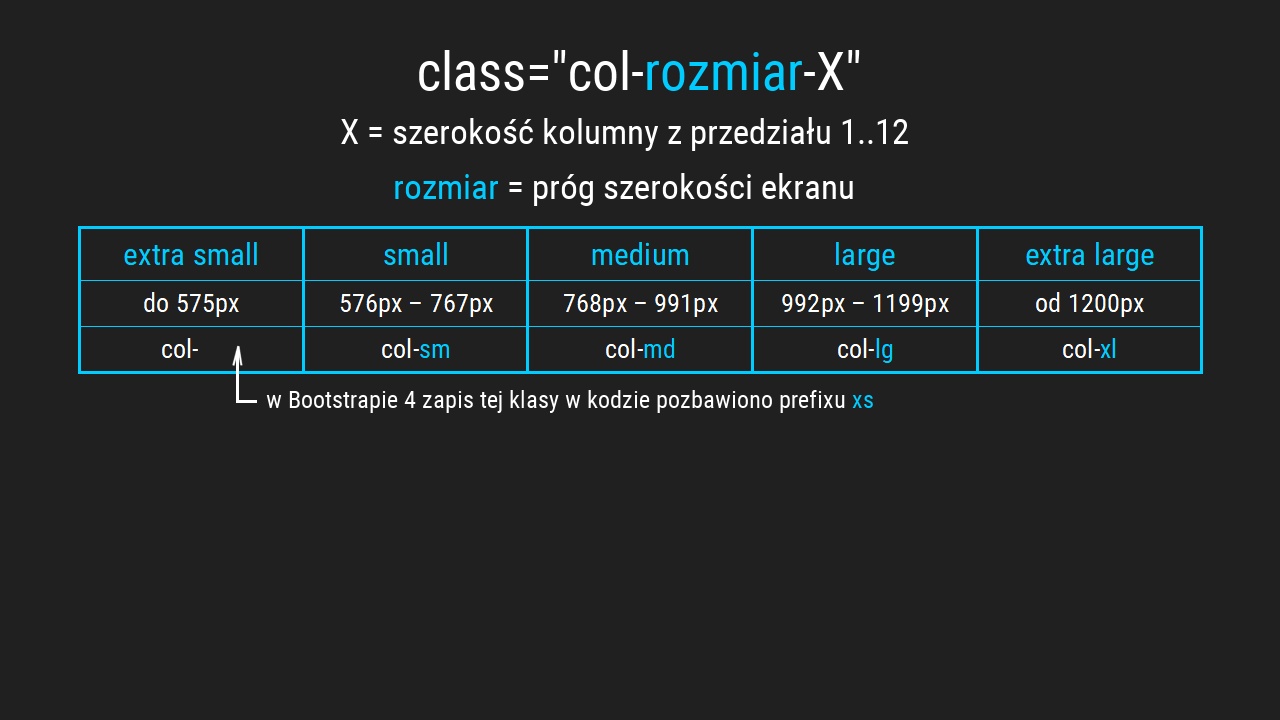 class="col-rozmiar-X"
X = szerokość kolumny z przedziału 1..12
rozmiar = próg szerokości ekranu
extra small small medium large extra large
do 575px 576px – 767px 768px – 991px 992px – 1199px od 1200px
col- col-sm col-md col-lg col-xl
w Bootstrapie 4 zapis tej klasy w kodzie pozbawiono prefixu xs